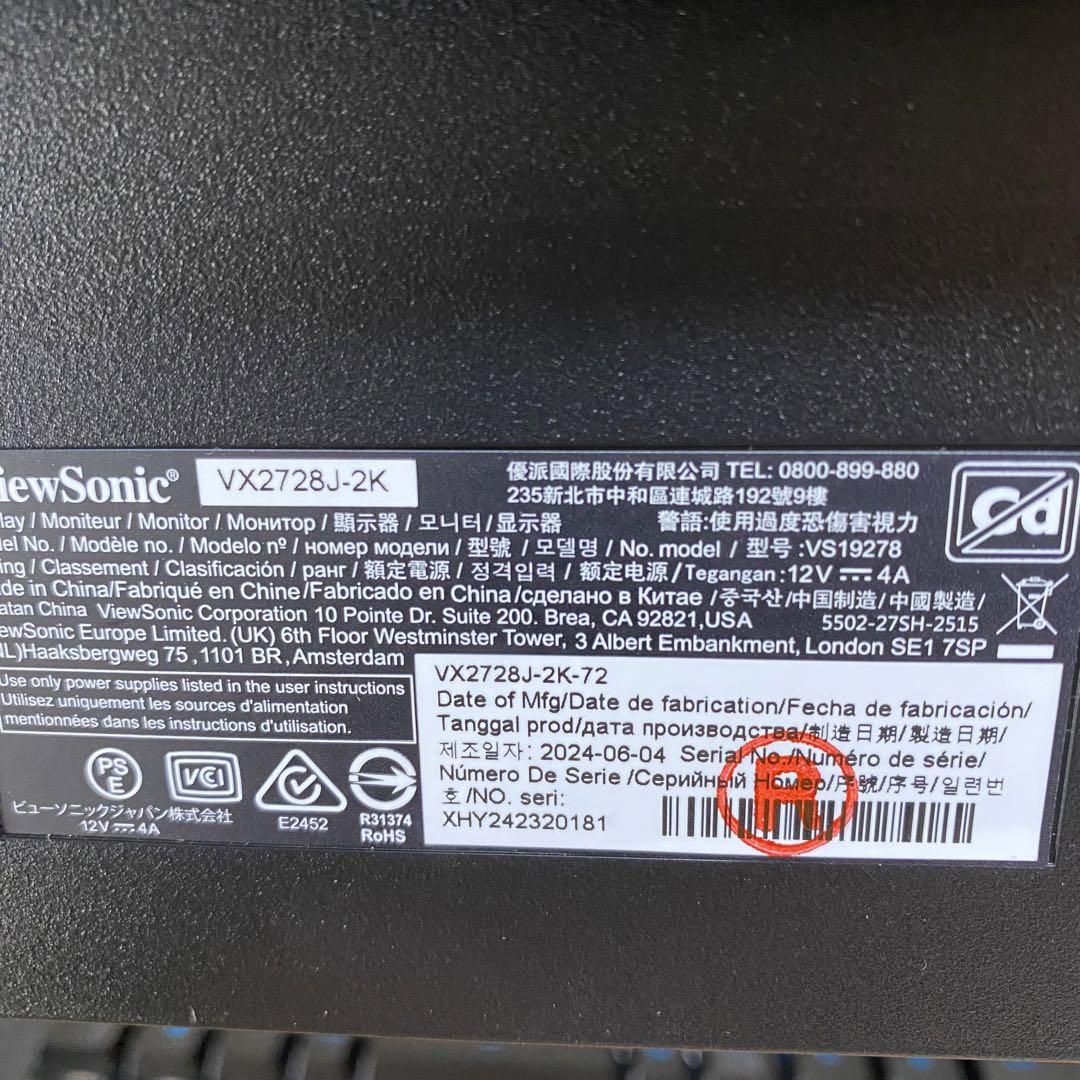 iewSonic® VX2728J-2K
優派國際股份有限公司 TEL: 0800-899-880
235新北市中和區連城路192號9樓
lay / Moniteur / Monitor / Монитор / 顯示器 / 모니터 / 显示器
警語:使用過度恐傷害視力
el No. / Modèle no. / Modelo nº / номер модели / 型號 / 모델명 / No. model / 型号 :VS19278
ing / Classement / Clasificación / ранг / 額定電源 / 정격입력 / 额定电源 / Tegangan : 12V ⎓ 4A
de in China/Fabriqué en Chine/Fabricado en China/сделано в Китае /중국산/中国制造/中國製造/
atan China ViewSonic Corporation 10 Pointe Dr. Suite 200. Brea, CA 92821,USA 5502-27SH-2515
ewSonic Europe Limited. (UK) 6th Floor Westminster Tower, 3 Albert Embankment, London SE1 7SP
NL)Haaksbergweg 75 ,1101 BR, Amsterdam
Cd
Use only power supplies listed in the user instructions
Utilisez uniquement les sources d'alimentation
mentionnées dans les instructions d'utilisation.
VX2728J-2K-72
Date of Mfg/Date de fabrication/Fecha de fabricación/
Tanggal prod/дата производства/制造日期/製造日期/
제조일자: 2024-06-04 Serial No./Numéro de série/
Número De Serie /Серийный Номер/序號/序号/일련번
호 /NO. seri:
XHY242320181
R
PS
E
VCI
ビューソニックジャパン株式会社
12V ⎓ 4A
E2452
R31374
RoHS